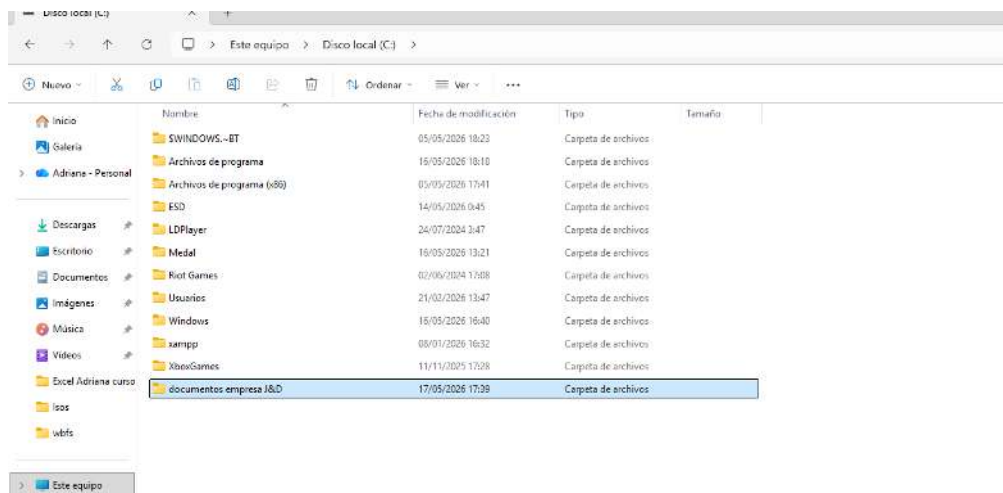 Disco local (C:)
Este equipo > Disco local (C:) >
Nuevo Ordenar Ver ...
Nombre Fecha de modificación Tipo Tamaño
Inicio
Galería
Adriana - Personal
Descargas
Escritorio
Documentos
Imágenes
Música
Vídeos
Excel Adriana curso
Isos
wbfs
Este equipo
$WINDOWS.~BT 05/05/2026 18:23 Carpeta de archivos
Archivos de programa 16/05/2026 18:10 Carpeta de archivos
Archivos de programa (x86) 05/05/2026 17:41 Carpeta de archivos
ESD 14/05/2026 0:45 Carpeta de archivos
LDPlayer 24/07/2024 3:47 Carpeta de archivos
Medal 16/05/2026 13:21 Carpeta de archivos
Riot Games 02/06/2024 17:08 Carpeta de archivos
Usuarios 21/02/2026 13:47 Carpeta de archivos
Windows 16/05/2026 16:40 Carpeta de archivos
xampp 08/01/2026 16:32 Carpeta de archivos
XboxGames 11/11/2025 17:28 Carpeta de archivos
documentos empresa J&D 17/05/2026 17:39 Carpeta de archivos